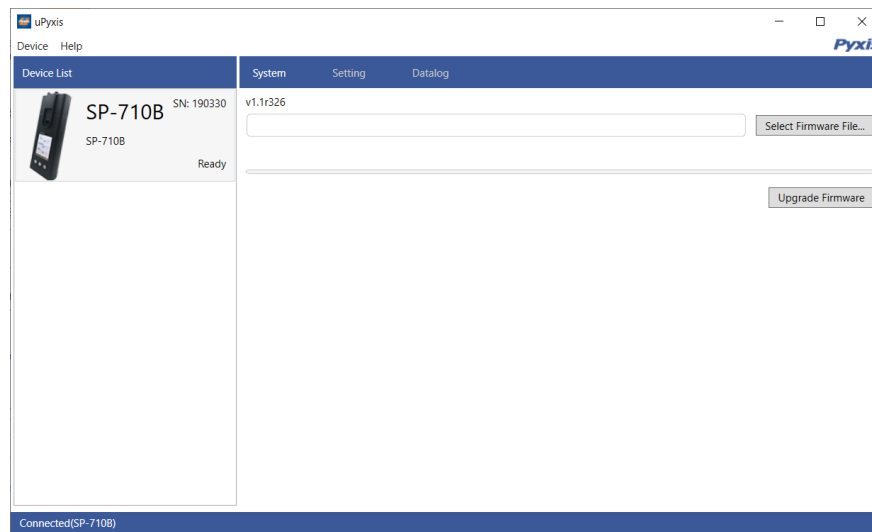 uPyxis
Device Help
Device List
System Setting Datalog
SP-710B
SN: 190330
SP-710B
Ready
v1.1r326
Select Firmware File...
Upgrade Firmware
Connected(SP-710B)